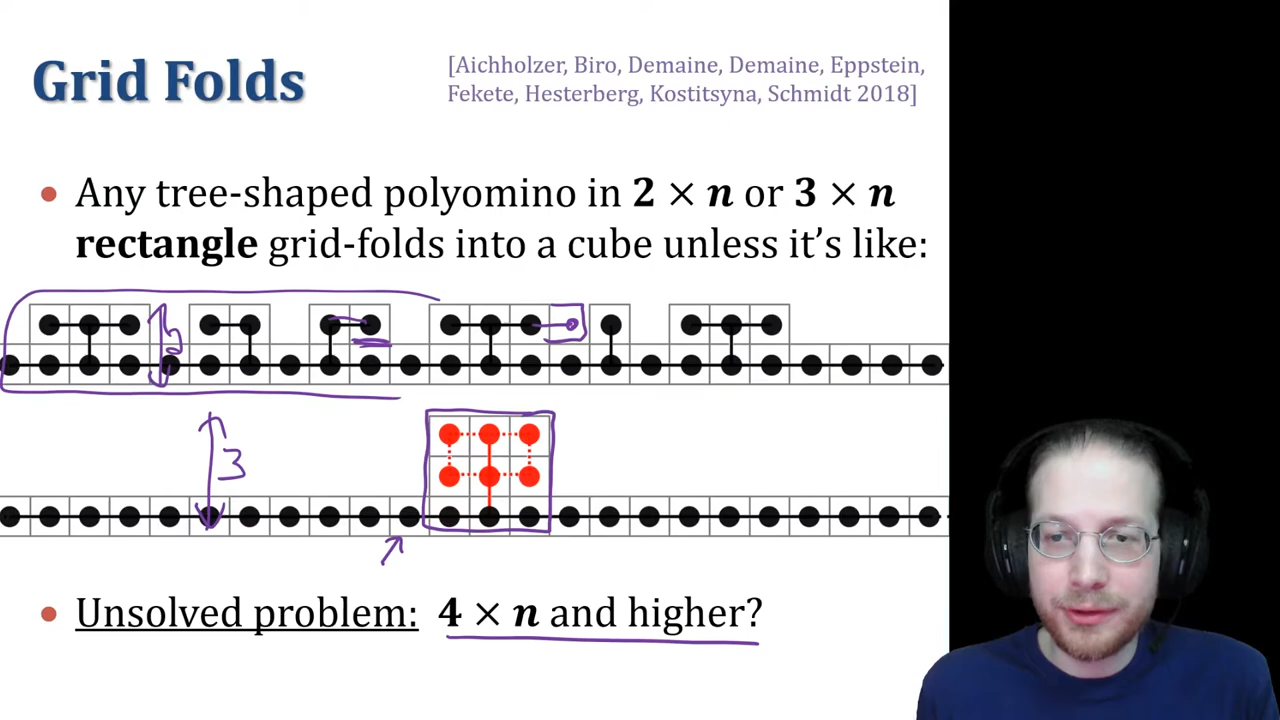 Grid Folds
[Aichholzer, Biro, Demaine, Demaine, Eppstein,
Fekete, Hesterberg, Kostitsyna, Schmidt 2018]
• Any tree-shaped polyomino in 2 × n or 3 × n
rectangle grid-folds into a cube unless it's like:
2
3
• Unsolved problem: 4 × n and higher?